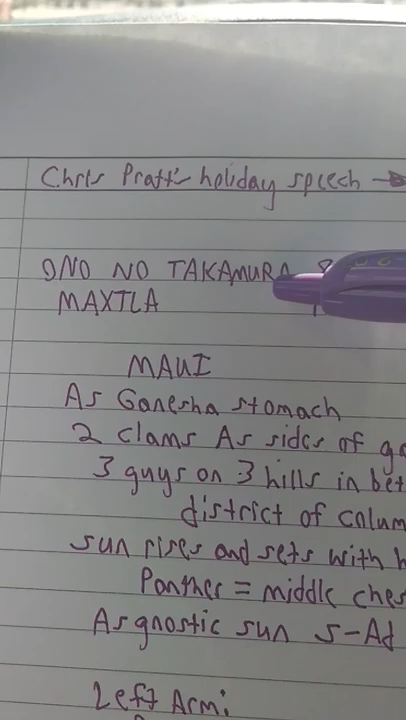 Chris Pratt's holiday speech →
ONO NO TAKAMURA
MAXTLA
MAUI
As Ganesha stomach
2 clams As sides of
3 guys on 3 hills in
district of
sun rises and sets with
Panther = middle
As gnostic sun S-Ad
Left Arm: